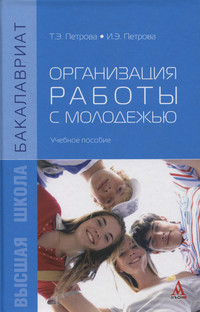 Т.Э. Петрова • И.Э. Петрова
ОРГАНИЗАЦИЯ
РАБОТЫ
С МОЛОДЕЖЬЮ
Учебное пособие
ВЫСШАЯ ШКОЛА
БАКАЛАВРИАТ